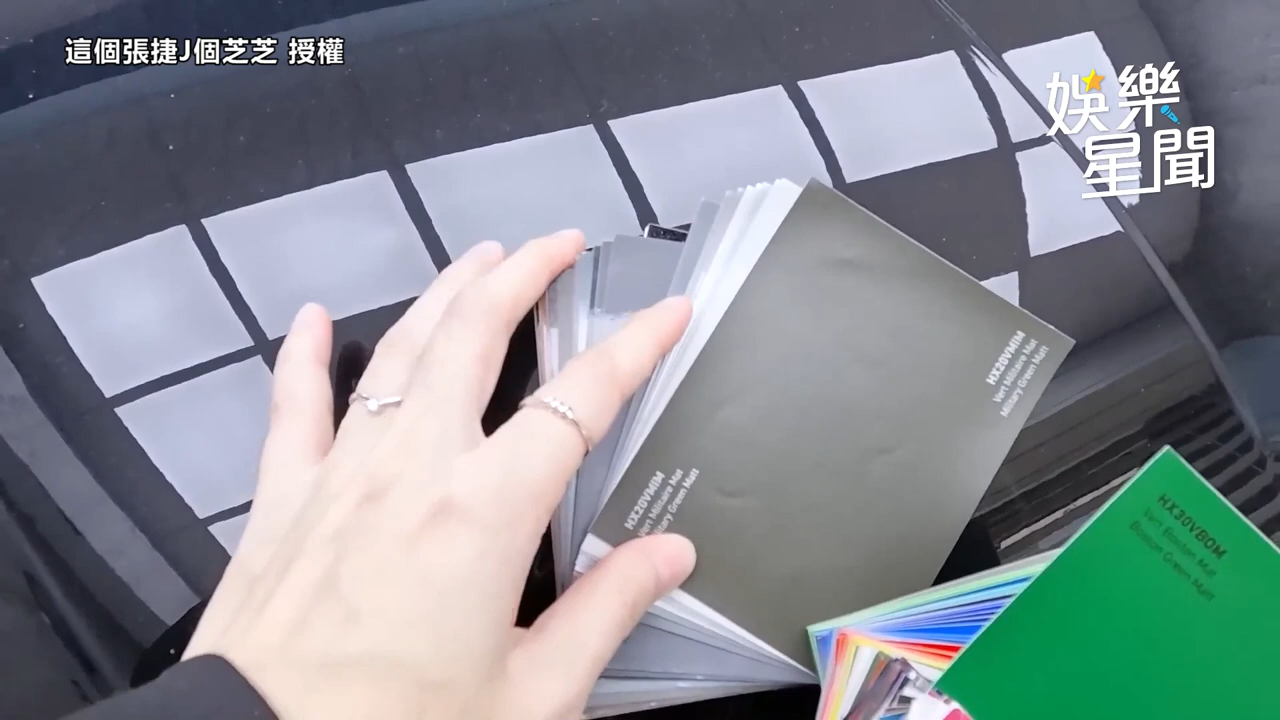 這個張捷J個芝芝 授權
娛樂
星聞
HX20VMIM
Vert Militaire Mat
Military Green Matt
HX20VMIM
Vert Militaire Mat
Military Green Matt
HX30VBOM
Vert Boston Mat
Boston Green Matt